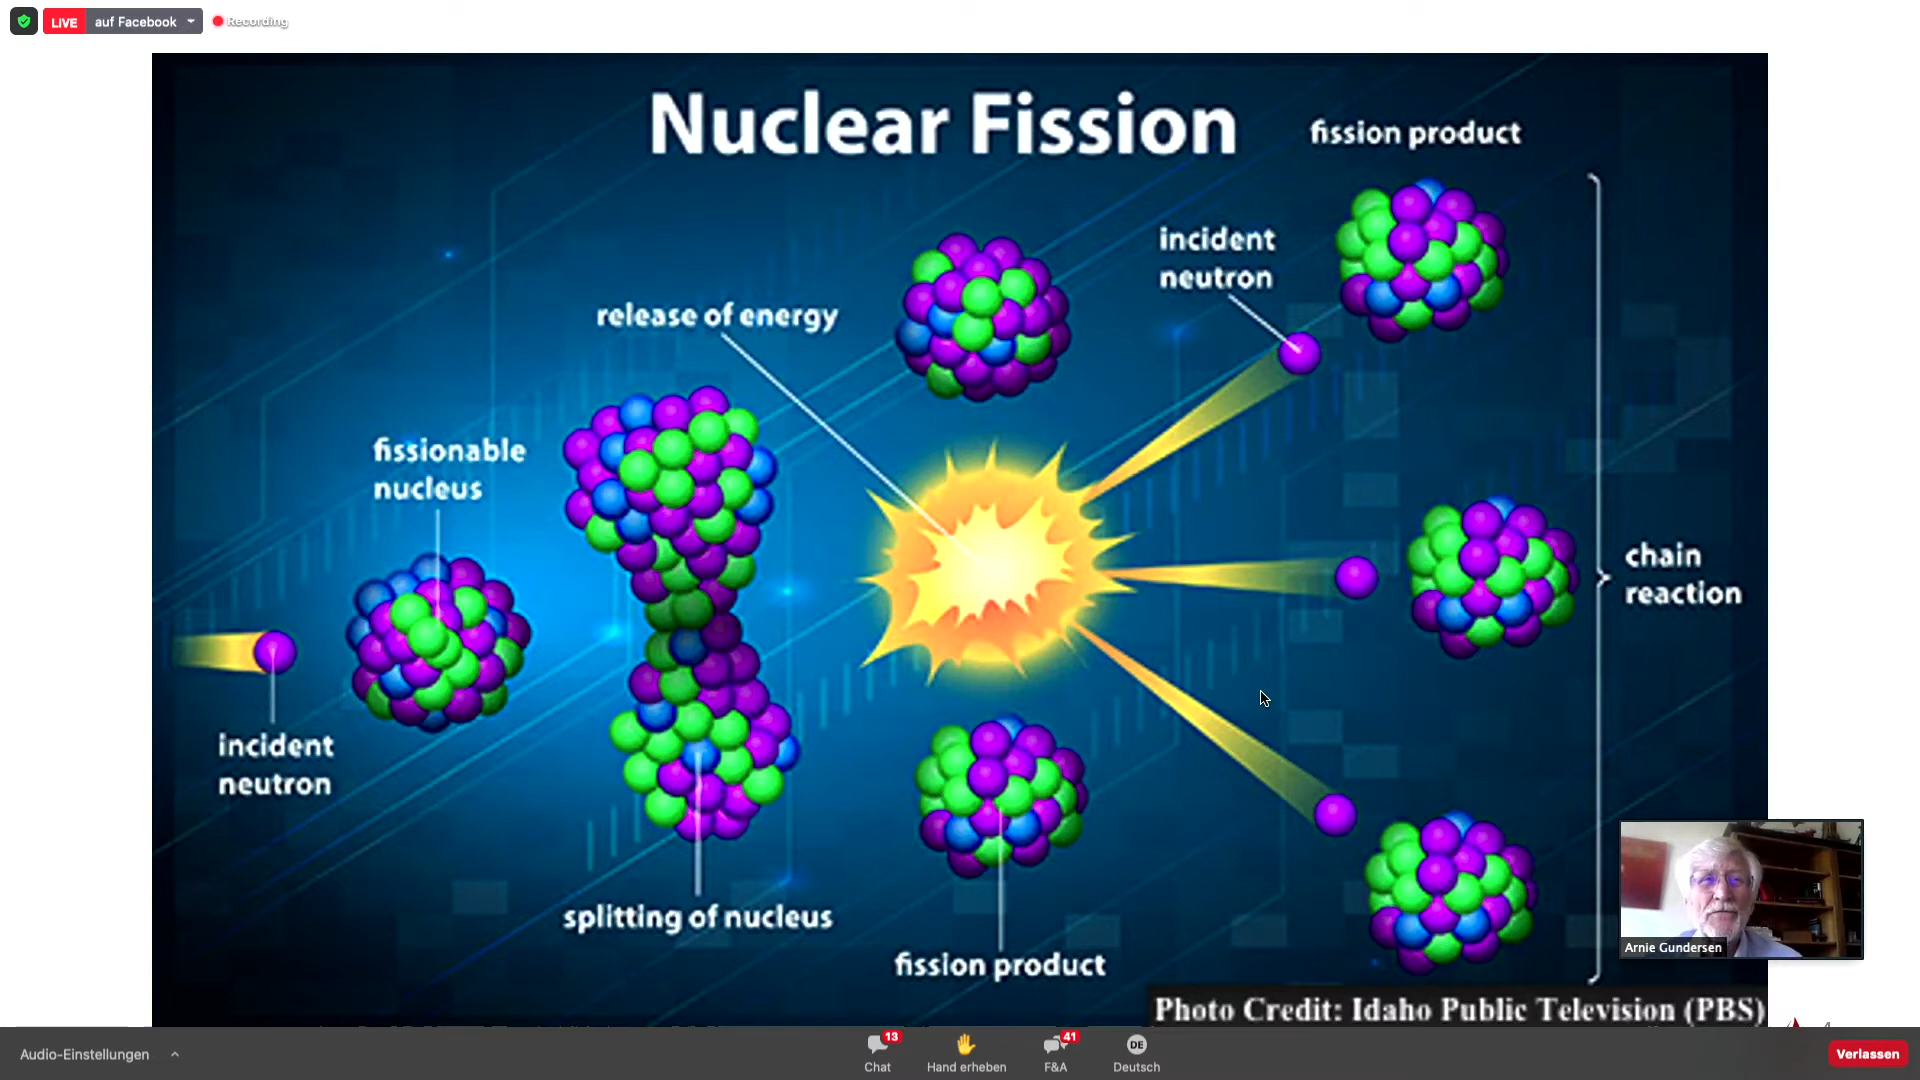 LIVE auf Facebook Recording
Nuclear Fission
fission product
incident
neutron
release of energy
fissionable
nucleus
chain
reaction
incident
neutron
splitting of nucleus
fission product
Arnie Gundersen
Photo Credit: Idaho Public Television (PBS)
Audio-Einstellungen
13
41
DE
Chat
Hand erheben
F&A
Deutsch
Verlassen